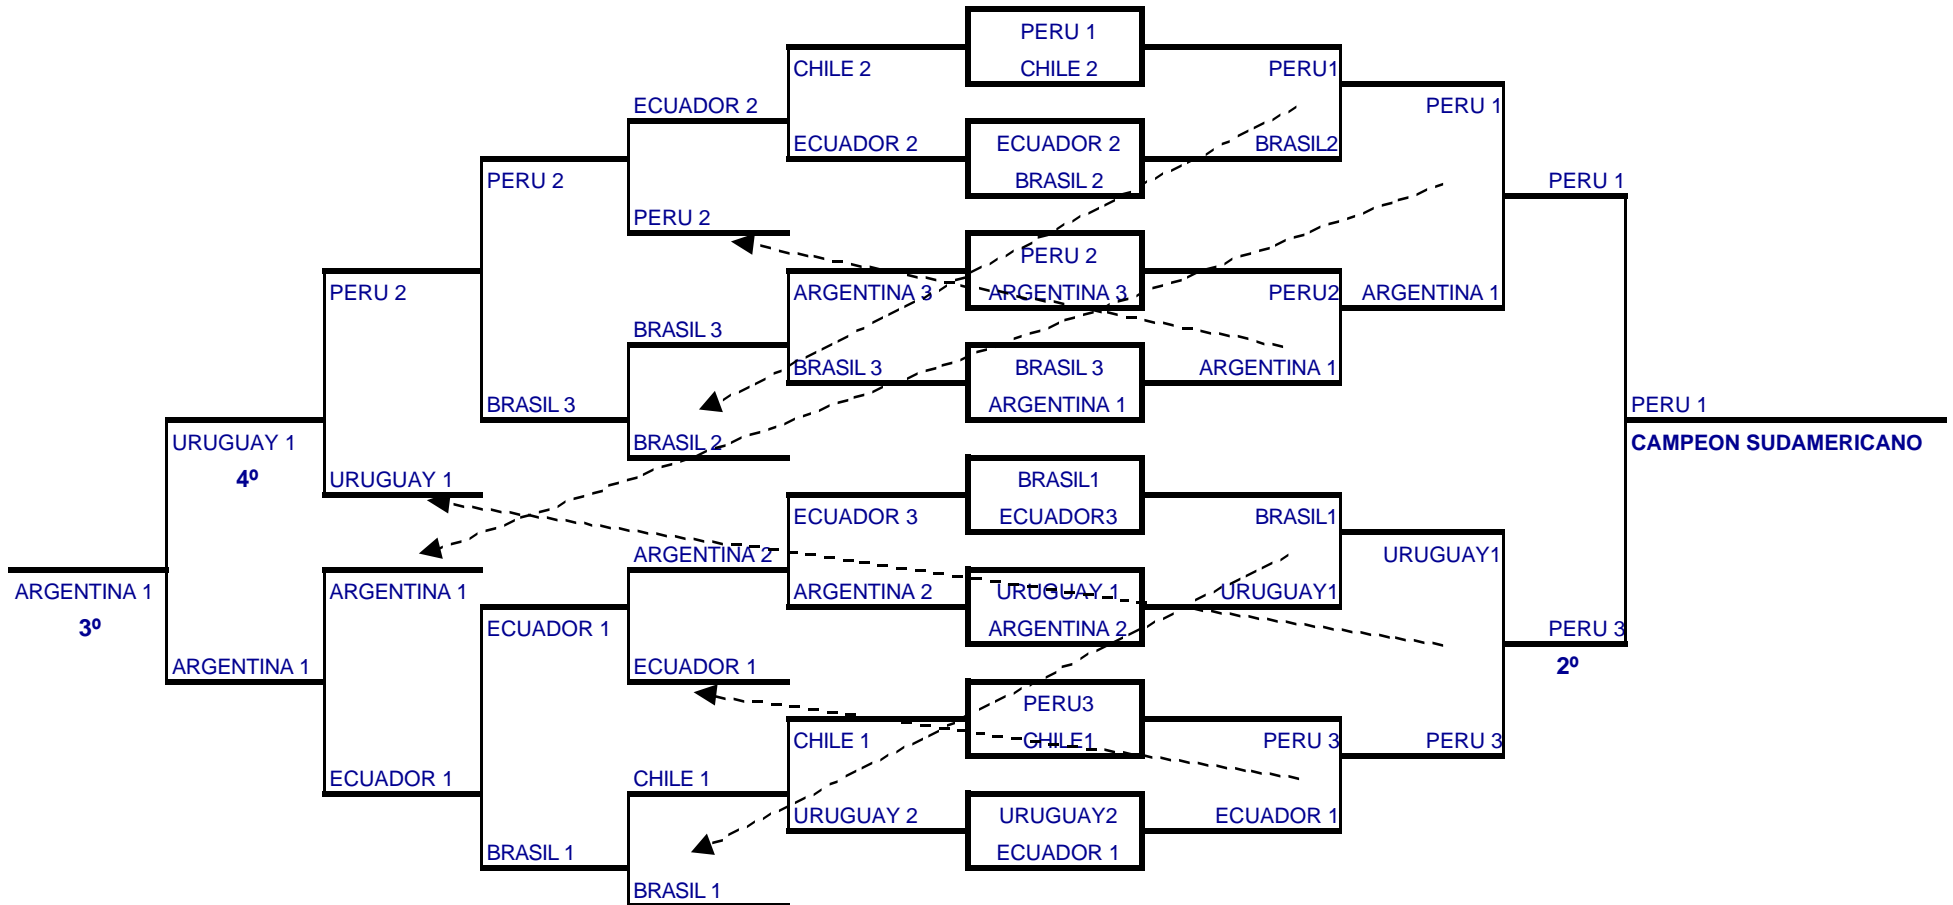 PERU 1
CHILE 2 CHILE 2 PERU1
ECUADOR 2 PERU 1
ECUADOR 2 ECUADOR 2 BRASIL2
PERU 2 BRASIL 2 PERU 1
PERU 2
PERU 2
PERU 2 ARGENTINA 3 ARGENTINA 3 PERU2 ARGENTINA 1
BRASIL 3
BRASIL 3 BRASIL 3 ARGENTINA 1
BRASIL 3 ARGENTINA 1 PERU 1
URUGUAY 1 BRASIL 2 CAMPEON SUDAMERICANO
4º URUGUAY 1 BRASIL1
ECUADOR 3 ECUADOR3 BRASIL1
ARGENTINA 2 URUGUAY1
ARGENTINA 1 ARGENTINA 1 ARGENTINA 2 URUGUAY 1 URUGUAY1
3º ECUADOR 1 ARGENTINA 2 PERU 3
ARGENTINA 1 ECUADOR 1 2º
PERU3
CHILE 1 CHILE1 PERU 3 PERU 3
ECUADOR 1 CHILE 1
URUGUAY 2 URUGUAY2 ECUADOR 1
BRASIL 1 ECUADOR 1
BRASIL 1